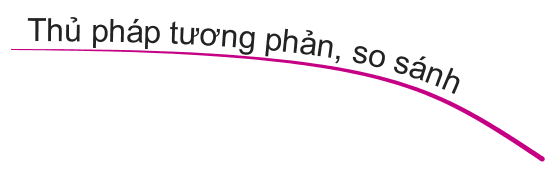 Thủ pháp tương phản, so sánh